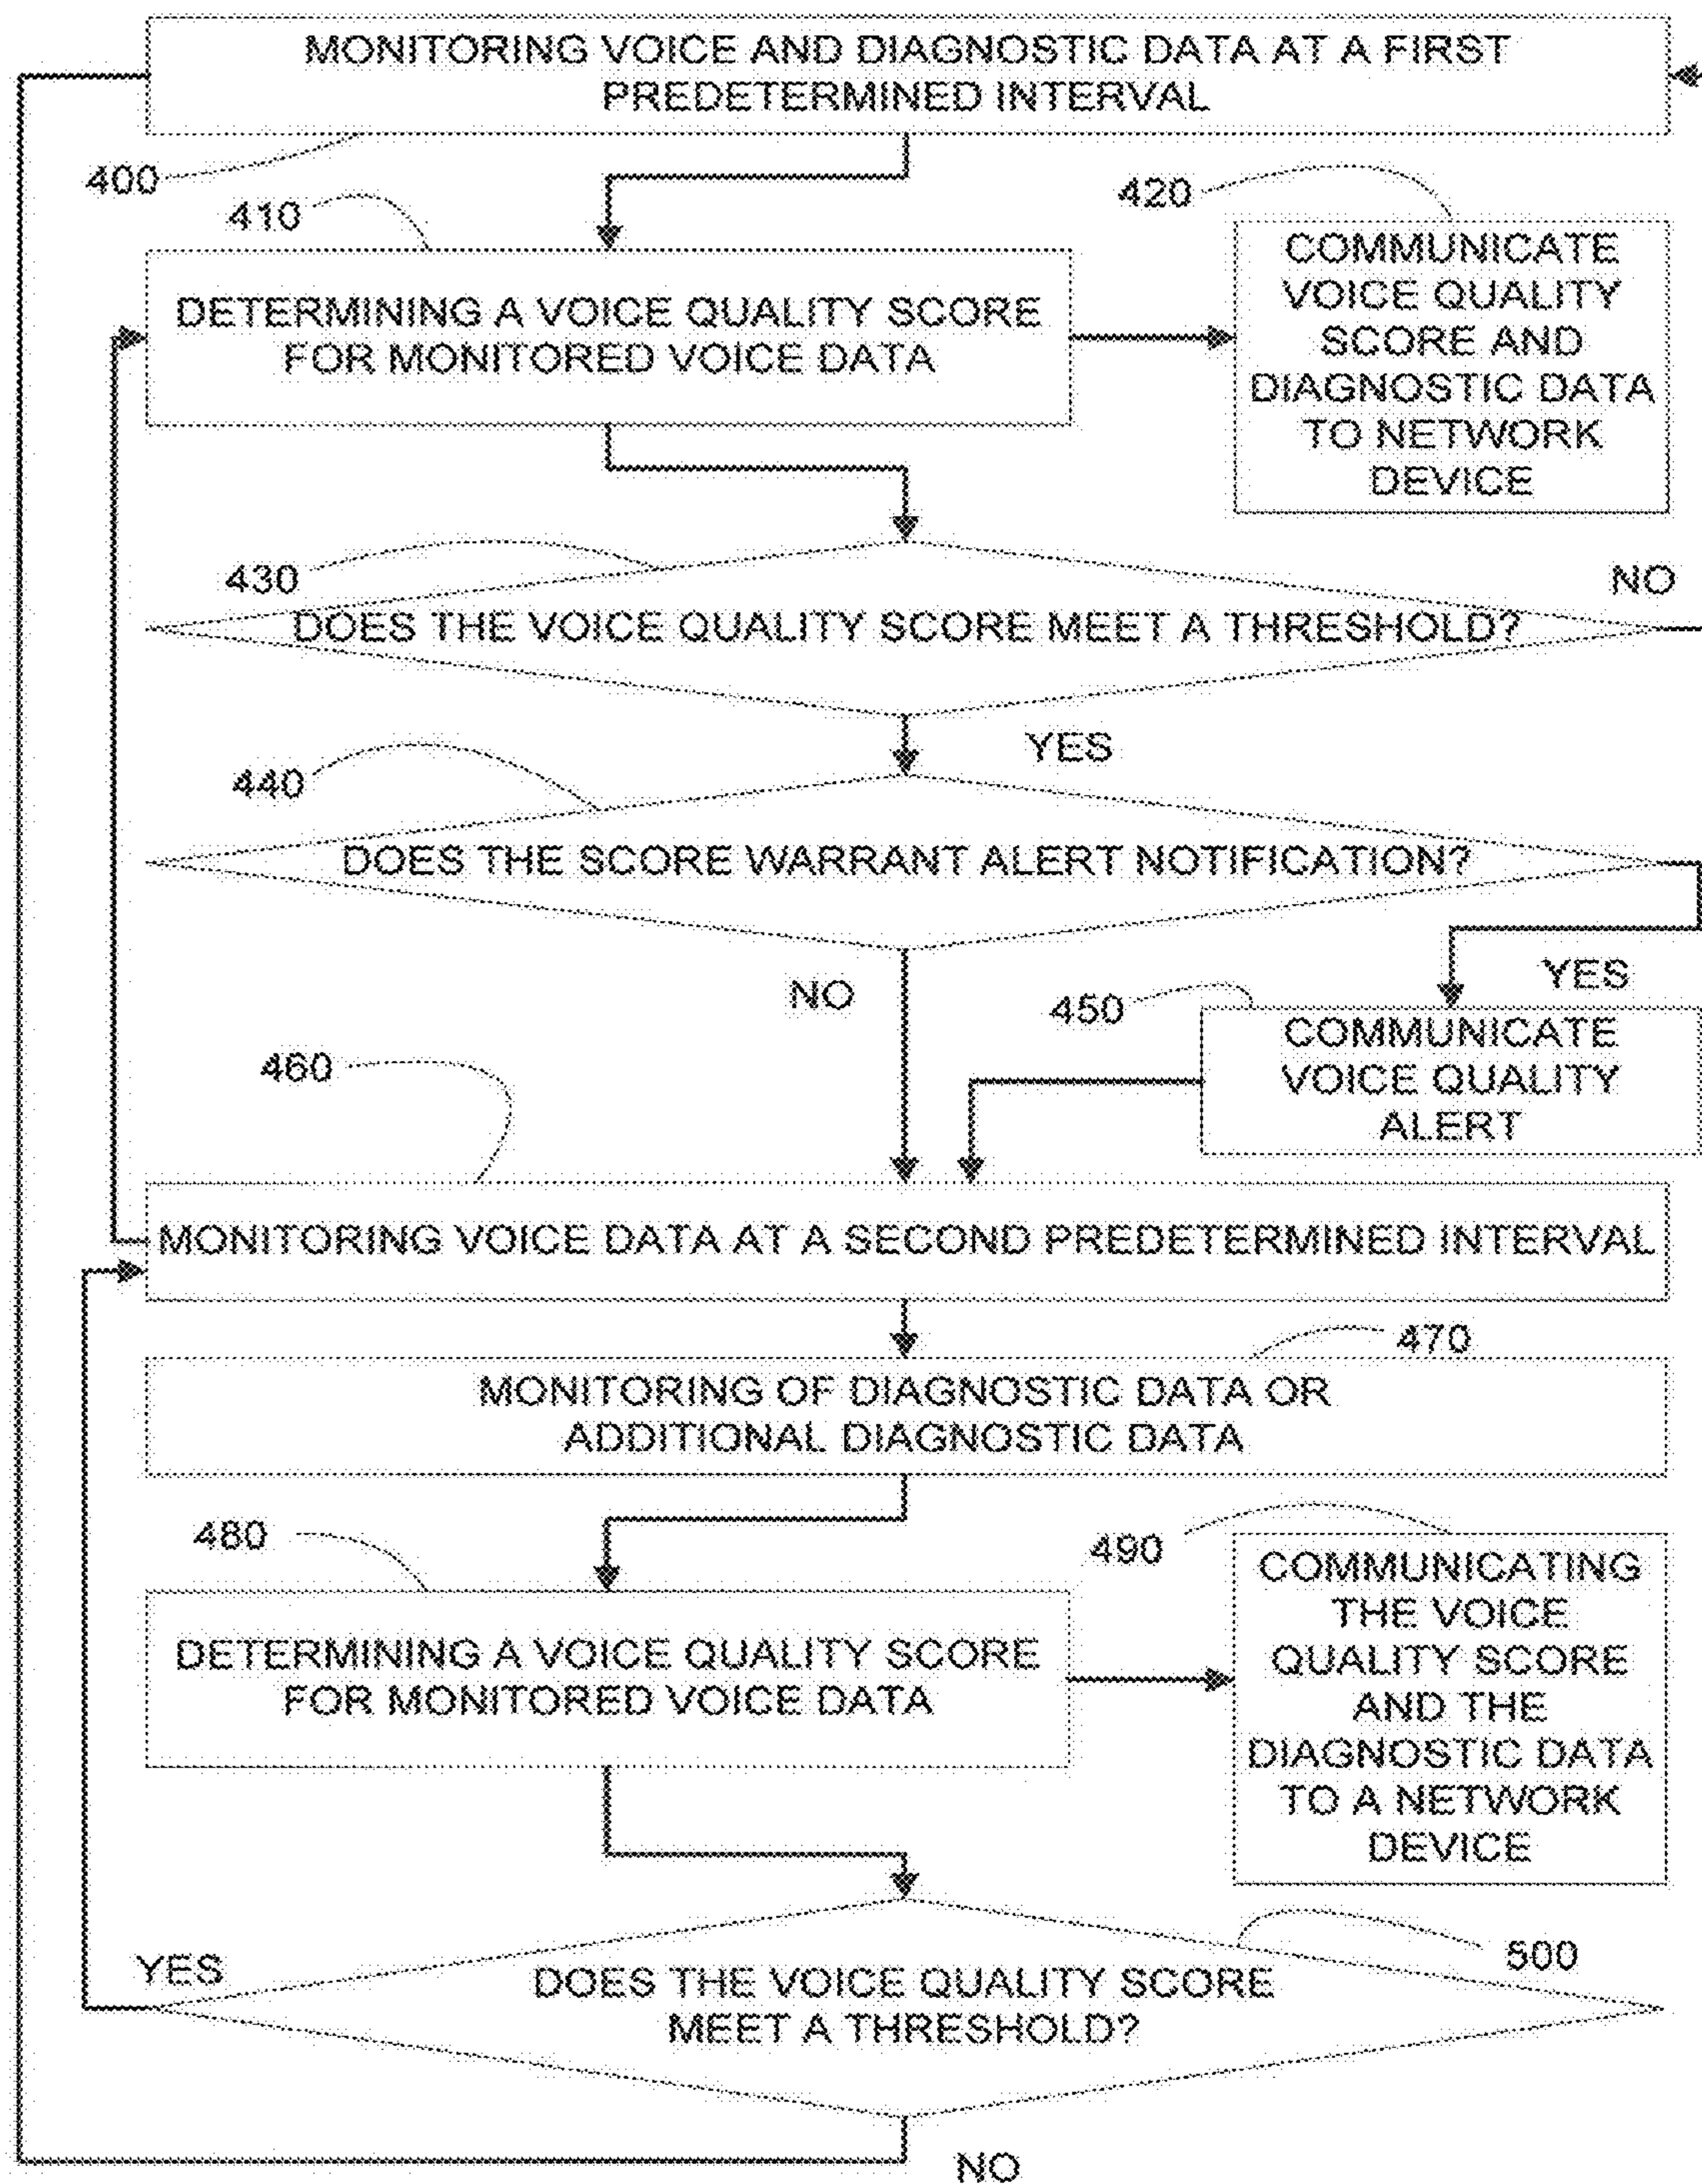 MONITORING VOICE AND DIAGNOSTIC DATA AT A FIRST
PREDETERMINED INTERVAL
400
410
420
DETERMINING A VOICE QUALITY SCORE
FOR MONITORED VOICE DATA
COMMUNICATE
VOICE QUALITY
SCORE AND
DIAGNOSTIC DATA
TO NETWORK
DEVICE
430
NO
DOES THE VOICE QUALITY SCORE MEET A THRESHOLD?
YES
440
DOES THE SCORE WARRANT ALERT NOTIFICATION?
NO
YES
450
COMMUNICATE
VOICE QUALITY
ALERT
460
MONITORING VOICE DATA AT A SECOND PREDETERMINED INTERVAL
470
MONITORING OF DIAGNOSTIC DATA OR
ADDITIONAL DIAGNOSTIC DATA
480
490
DETERMINING A VOICE QUALITY SCORE
FOR MONITORED VOICE DATA
COMMUNICATING
THE VOICE
QUALITY SCORE
AND THE
DIAGNOSTIC DATA
TO A NETWORK
DEVICE
500
YES
DOES THE VOICE QUALITY SCORE
MEET A THRESHOLD?
NO